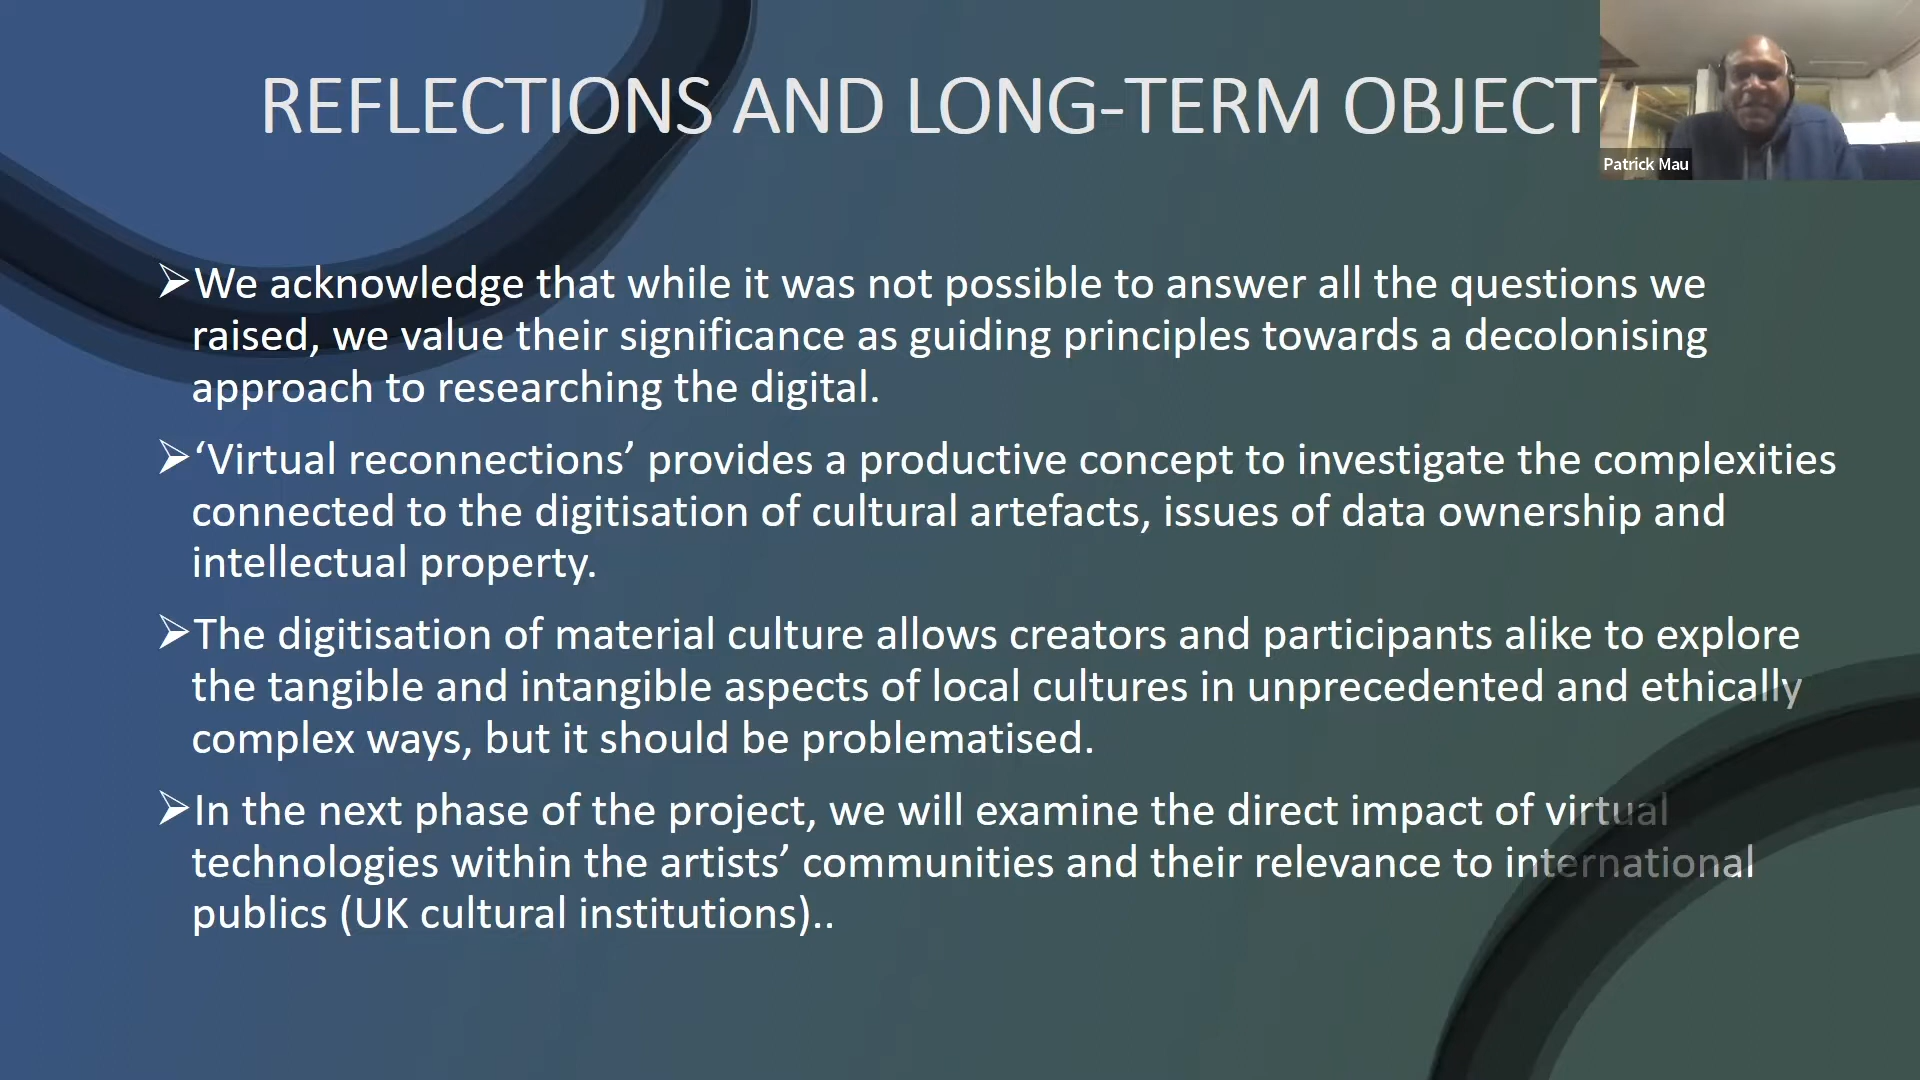 REFLECTIONS AND LONG-TERM OBJECT
Patrick Mau
➢We acknowledge that while it was not possible to answer all the questions we
raised, we value their significance as guiding principles towards a decolonising
approach to researching the digital.
➢‘Virtual reconnections’ provides a productive concept to investigate the complexities
connected to the digitisation of cultural artefacts, issues of data ownership and
intellectual property.
➢The digitisation of material culture allows creators and participants alike to explore
the tangible and intangible aspects of local cultures in unprecedented and ethically
complex ways, but it should be problematised.
➢In the next phase of the project, we will examine the direct impact of virtual
technologies within the artists’ communities and their relevance to international
publics (UK cultural institutions)..